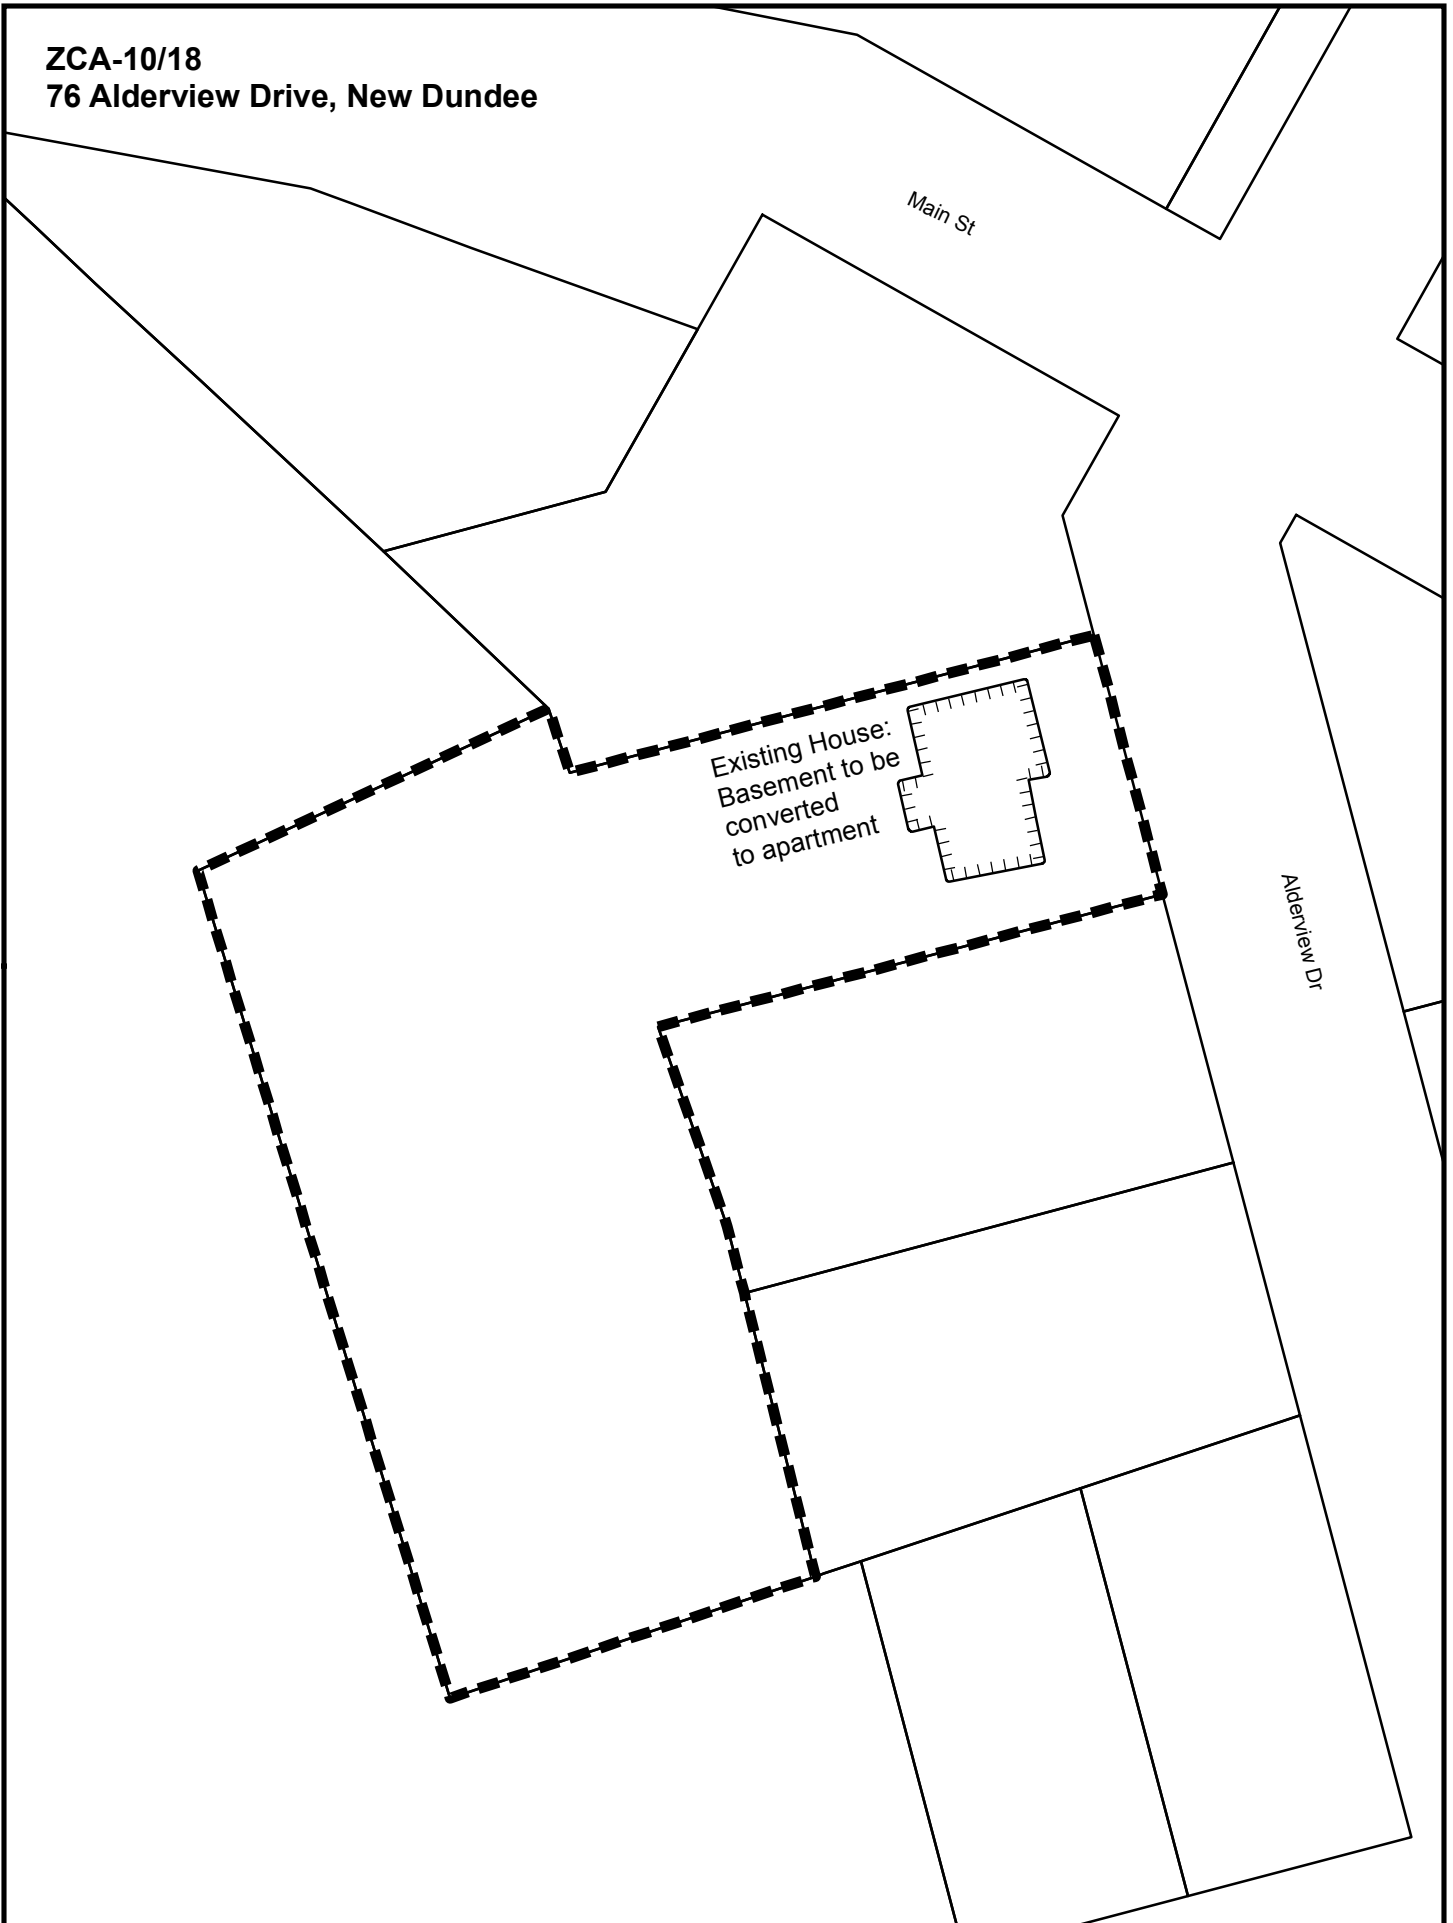 ZCA-10/18
76 Alderview Drive, New Dundee
Main St
Existing House:
Basement to be
converted
to apartment
Alderview Dr